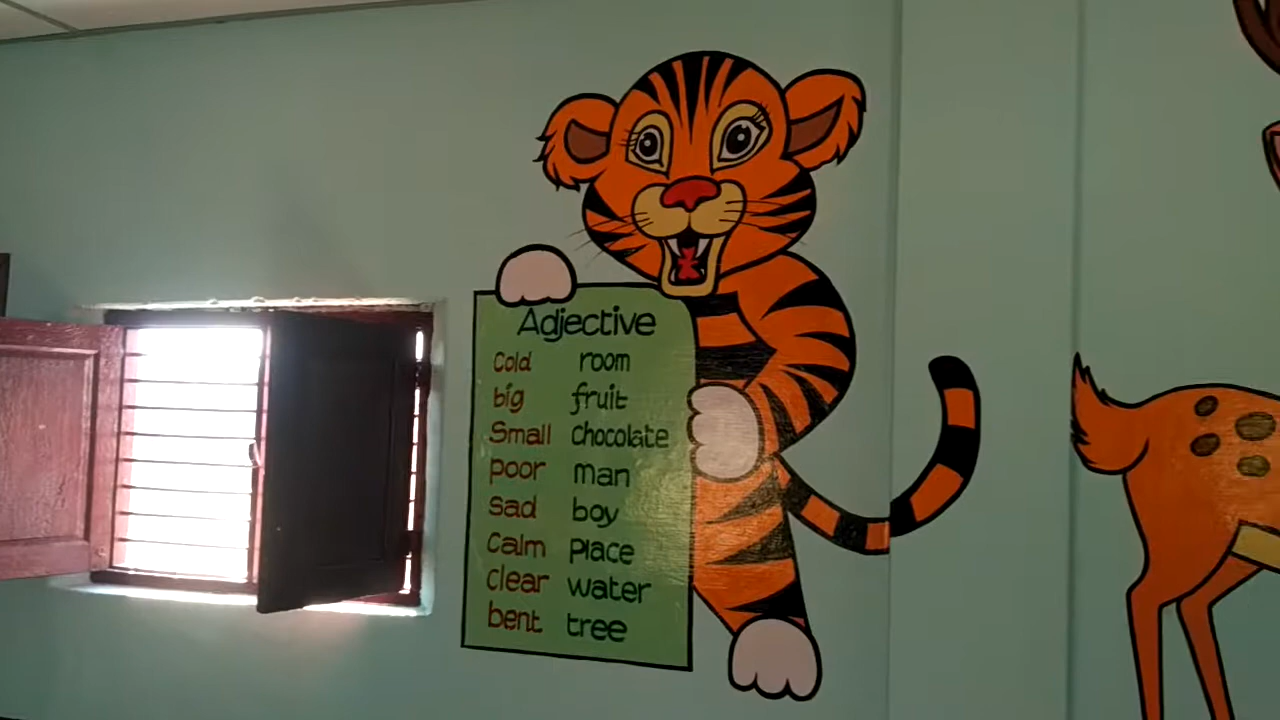 Adjective
Cold room
big fruit
Small chocolate
poor man
sad boy
Calm place
clear water
bent tree